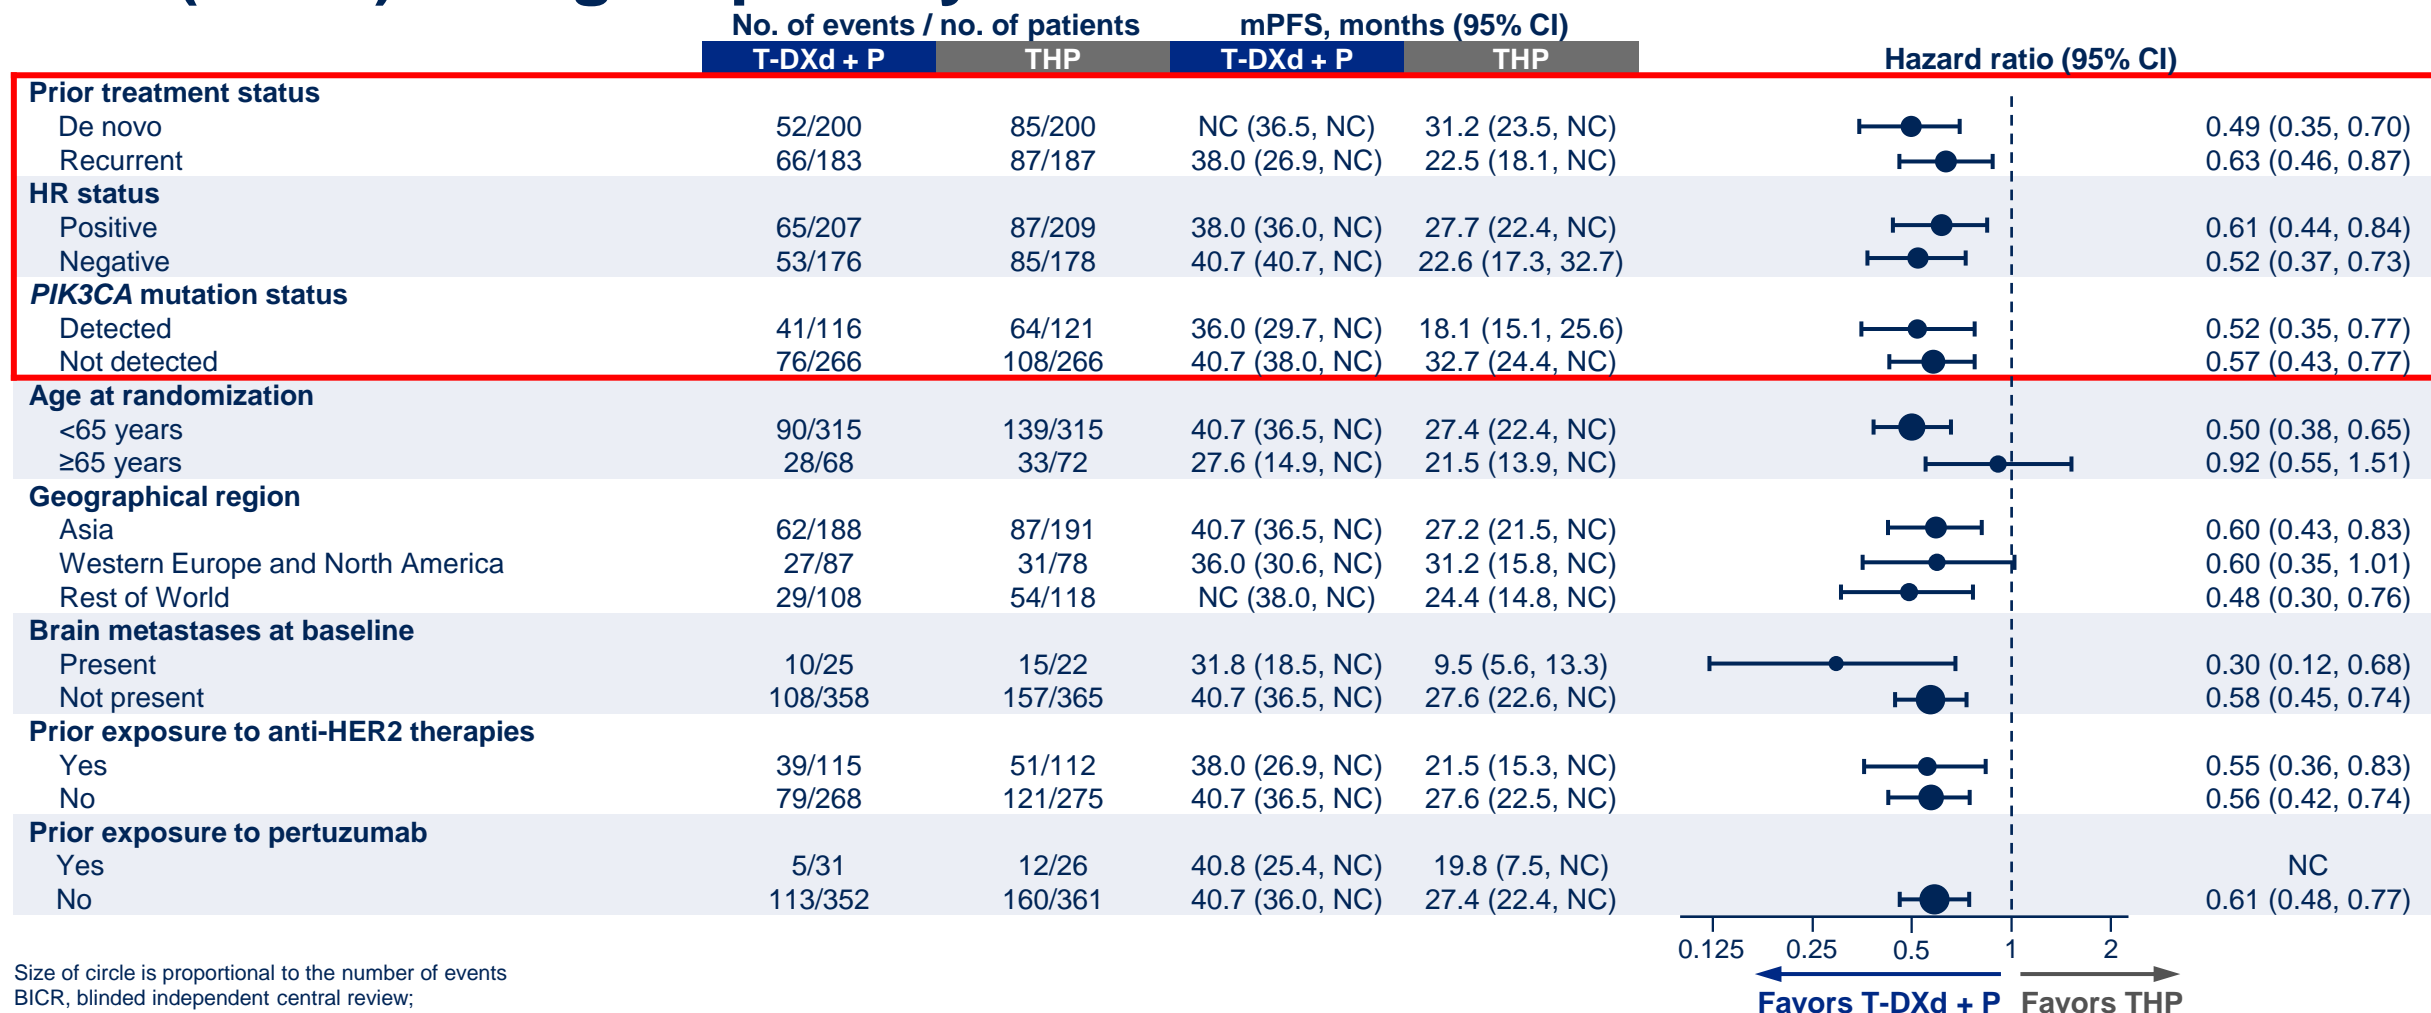 No. of events / no. of patients mPFS, months (95% CI)
T-DXd + P THP T-DXd + P THP Hazard ratio (95% CI)
Prior treatment status
De novo 52/200 85/200 NC (36.5, NC) 31.2 (23.5, NC) 0.49 (0.35, 0.70)
Recurrent 66/183 87/187 38.0 (26.9, NC) 22.5 (18.1, NC) 0.63 (0.46, 0.87)
HR status
Positive 65/207 87/209 38.0 (36.0, NC) 27.7 (22.4, NC) 0.61 (0.44, 0.84)
Negative 53/176 85/178 40.7 (40.7, NC) 22.6 (17.3, 32.7) 0.52 (0.37, 0.73)
PIK3CA mutation status
Detected 41/116 64/121 36.0 (29.7, NC) 18.1 (15.1, 25.6) 0.52 (0.35, 0.77)
Not detected 76/266 108/266 40.7 (38.0, NC) 32.7 (24.4, NC) 0.57 (0.43, 0.77)
Age at randomization
<65 years 90/315 139/315 40.7 (36.5, NC) 27.4 (22.4, NC) 0.50 (0.38, 0.65)
≥65 years 28/68 33/72 27.6 (14.9, NC) 21.5 (13.9, NC) 0.92 (0.55, 1.51)
Geographical region
Asia 62/188 87/191 40.7 (36.5, NC) 27.2 (21.5, NC) 0.60 (0.43, 0.83)
Western Europe and North America 27/87 31/78 36.0 (30.6, NC) 31.2 (15.8, NC) 0.60 (0.35, 1.01)
Rest of World 29/108 54/118 NC (38.0, NC) 24.4 (14.8, NC) 0.48 (0.30, 0.76)
Brain metastases at baseline
Present 10/25 15/22 31.8 (18.5, NC) 9.5 (5.6, 13.3) 0.30 (0.12, 0.68)
Not present 108/358 157/365 40.7 (36.5, NC) 27.6 (22.6, NC) 0.58 (0.45, 0.74)
Prior exposure to anti-HER2 therapies
Yes 39/115 51/112 38.0 (26.9, NC) 21.5 (15.3, NC) 0.55 (0.36, 0.83)
No 79/268 121/275 40.7 (36.5, NC) 27.6 (22.5, NC) 0.56 (0.42, 0.74)
Prior exposure to pertuzumab
Yes 5/31 12/26 40.8 (25.4, NC) 19.8 (7.5, NC) NC
No 113/352 160/361 40.7 (36.0, NC) 27.4 (22.4, NC) 0.61 (0.48, 0.77)
0.125 0.25 0.5 1 2
Size of circle is proportional to the number of events
BICR, blinded independent central review;
Favors T-DXd + P Favors THP